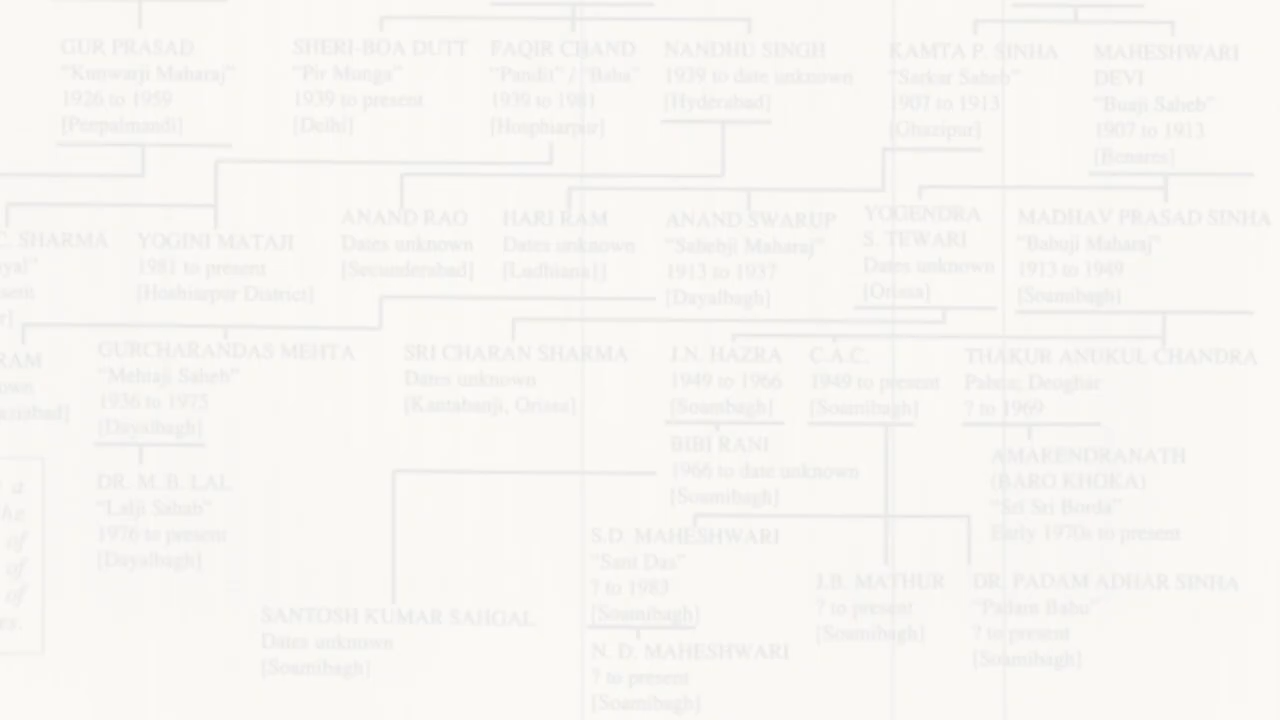 GUR PRASAD
"Kunwarji Maharaj"
1926 to 1959
[Peepalmandi]
SHERI-BOA DUTT
"Pir Munga"
1939 to present
[Delhi]
FAQIR CHAND
"Pandit" / "Baba"
1939 to 1981
[Hoshiarpur]
NANDHU SINGH
1939 to date unknown
[Hyderabad]
KAMTA P. SINHA
"Sarkar Saheb"
1907 to 1913
[Ghazipur]
MAHESHWARI
DEVI
"Buaji Saheb"
1907 to 1913
[Benares]
C. SHARMA
YOGINI MATAJI
1981 to present
[Hoshiarpur District]
ANAND RAO
Dates unknown
[Secunderabad]
HARI RAM
Dates unknown
[Ludhiana]]
ANAND SWARUP
"Sahebji Maharaj"
1913 to 1937
[Dayalbagh]
YOGENDRA
S. TEWARI
Dates unknown
[Orissa]
MADHAV PRASAD SINHA
"Babuji Maharaj"
1913 to 1949
[Soamibagh]
RAM
GURCHARANDAS MEHTA
"Mehtaji Saheb"
1936 to 1975
[Dayalbagh]
SRI CHARAN SHARMA
Dates unknown
[Kantabanji, Orissa]
J.N. HAZRA
1949 to 1966
[Soamibagh]
C.A.C.
1949 to present
[Soamibagh]
THAKUR ANUKUL CHANDRA
Pabna; Deoghar
? to 1969
BIBI RANI
1966 to date unknown
[Soamibagh]
AMARENDRANATH
(BARO KHOKA)
"Sri Sri Borda"
Early 1970s to present
DR. M. B. LAL
"Lalji Sahab"
1976 to present
[Dayalbagh]
S.D. MAHESHWARI
"Sant Das"
? to 1983
[Soamibagh]
J.B. MATHUR
? to present
[Soamibagh]
DR. PADAM ADHAR SINHA
"Padam Babu"
? to present
[Soamibagh]
SANTOSH KUMAR SAHGAL
Dates unknown
[Soamibagh]
N. D. MAHESHWARI
? to present
[Soamibagh]
a
of
of
of